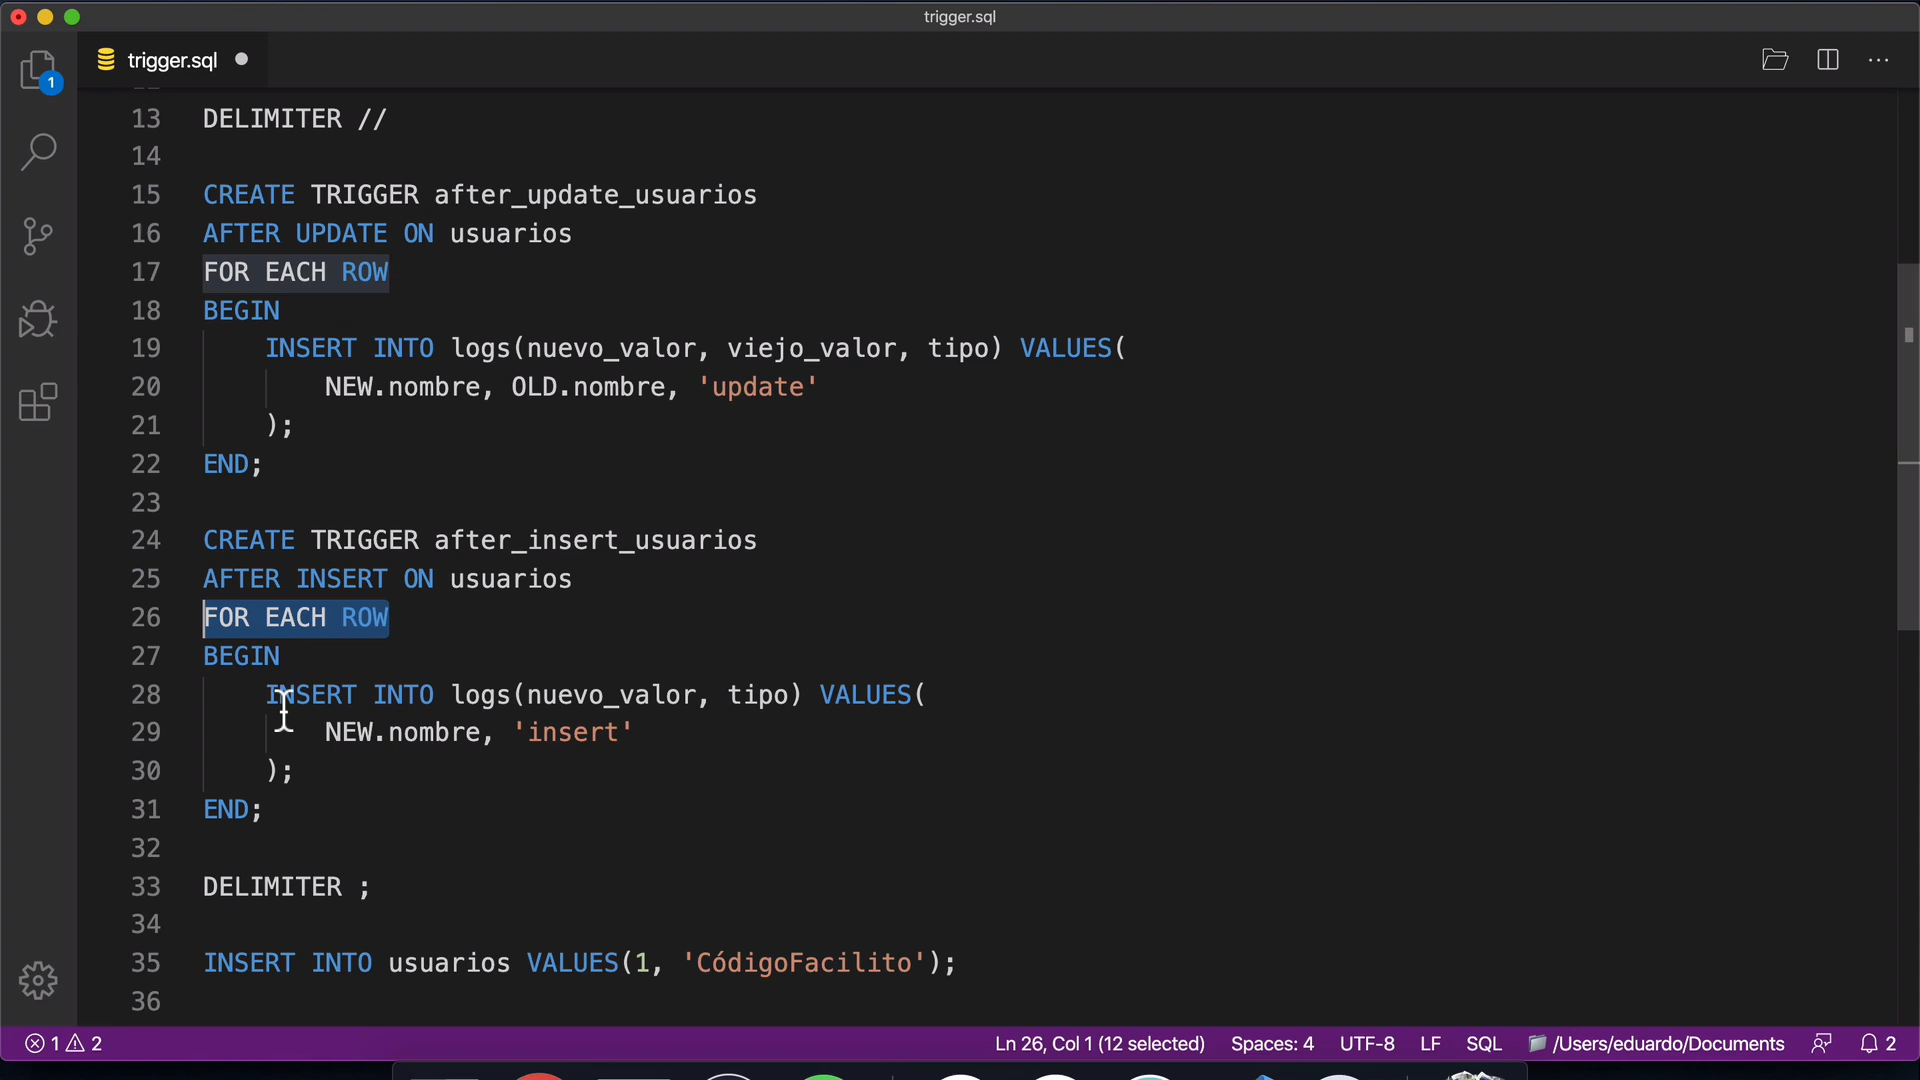 trigger.sql
trigger.sql
1
13 DELIMITER //
14
15 CREATE TRIGGER after_update_usuarios
16 AFTER UPDATE ON usuarios
17 FOR EACH ROW
18 BEGIN
19 INSERT INTO logs(nuevo_valor, viejo_valor, tipo) VALUES(
20 NEW.nombre, OLD.nombre, 'update'
21 );
22 END;
23
24 CREATE TRIGGER after_insert_usuarios
25 AFTER INSERT ON usuarios
26 FOR EACH ROW
27 BEGIN
28 INSERT INTO logs(nuevo_valor, tipo) VALUES(
29 NEW.nombre, 'insert'
30 );
31 END;
32
33 DELIMITER ;
34
35 INSERT INTO usuarios VALUES(1, 'CódigoFacilito');
36
1 2 Ln 26, Col 1 (12 selected) Spaces: 4 UTF-8 LF SQL /Users/eduardo/Documents 2